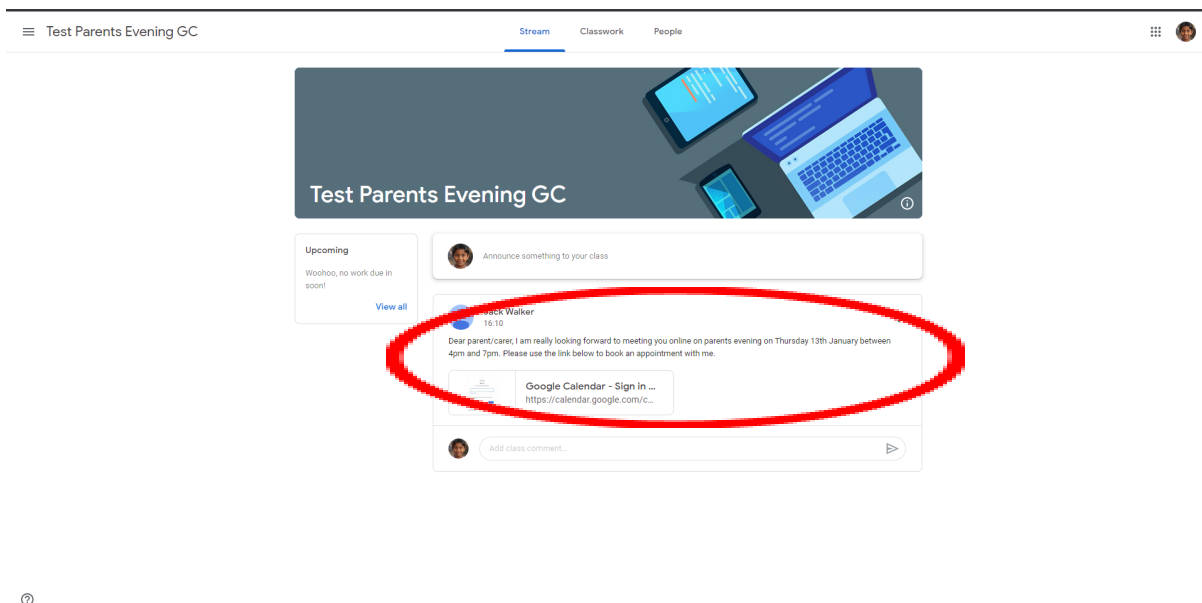 Test Parents Evening GC
Stream Classwork People
Test Parents Evening GC
Upcoming
Woohoo, no work due in
soon!
View all
Announce something to your class
Jack Walker
16:10
Dear parent/carer, I am really looking forward to meeting you online on parents evening on Thursday 13th January between
4pm and 7pm. Please use the link below to book an appointment with me.
Google Calendar - Sign in ...
https://calendar.google.com/c...
Add class comment...